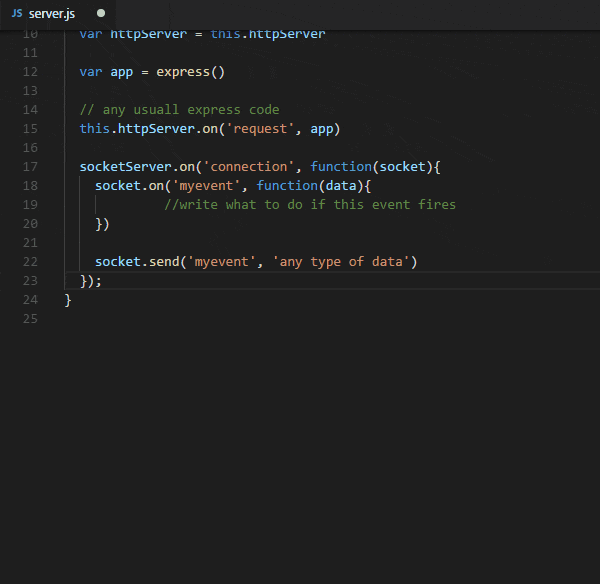 JS server.js
10 var httpServer = this.httpServer
11
12 var app = express()
13
14 // any usuall express code
15 this.httpServer.on('request', app)
16
17 socketServer.on('connection', function(socket){
18 socket.on('myevent', function(data){
19 //write what to do if this event fires
20 })
21
22 socket.send('myevent', 'any type of data')
23 });
24 }
25